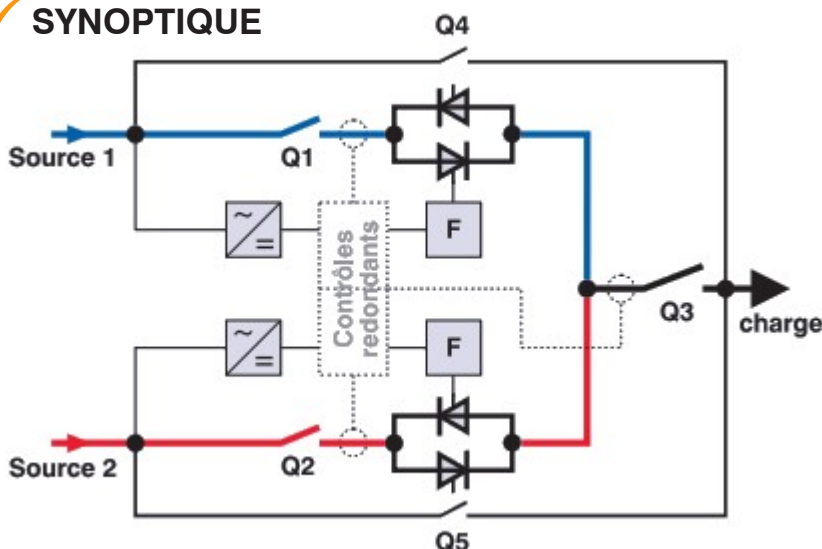 SYNOPTIQUE
Q4
Source 1
Q1
F
Contrôles
redondants
Q3
charge
F
Source 2
Q2
Q5